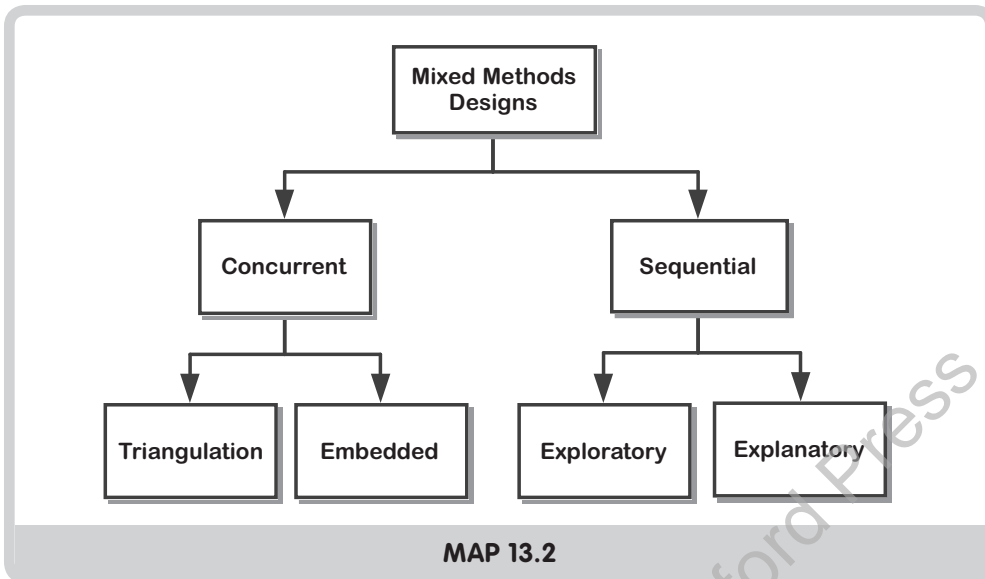 Mixed Methods
Designs
Concurrent
Sequential
Triangulation
Embedded
Exploratory
Explanatory
MAP 13.2